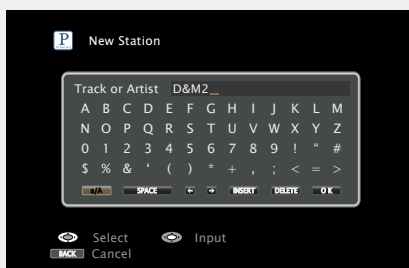 P New Station
Track or Artist D&M2_
A B C D E F G H I J K L M
N O P Q R S T U V W X Y Z
0 1 2 3 4 5 6 7 8 9 ! “ #
$ % & ‘ ( ) * + , ; < = >
a/A SPACE ← → INSERT DELETE OK
Select Input
BACK Cancel